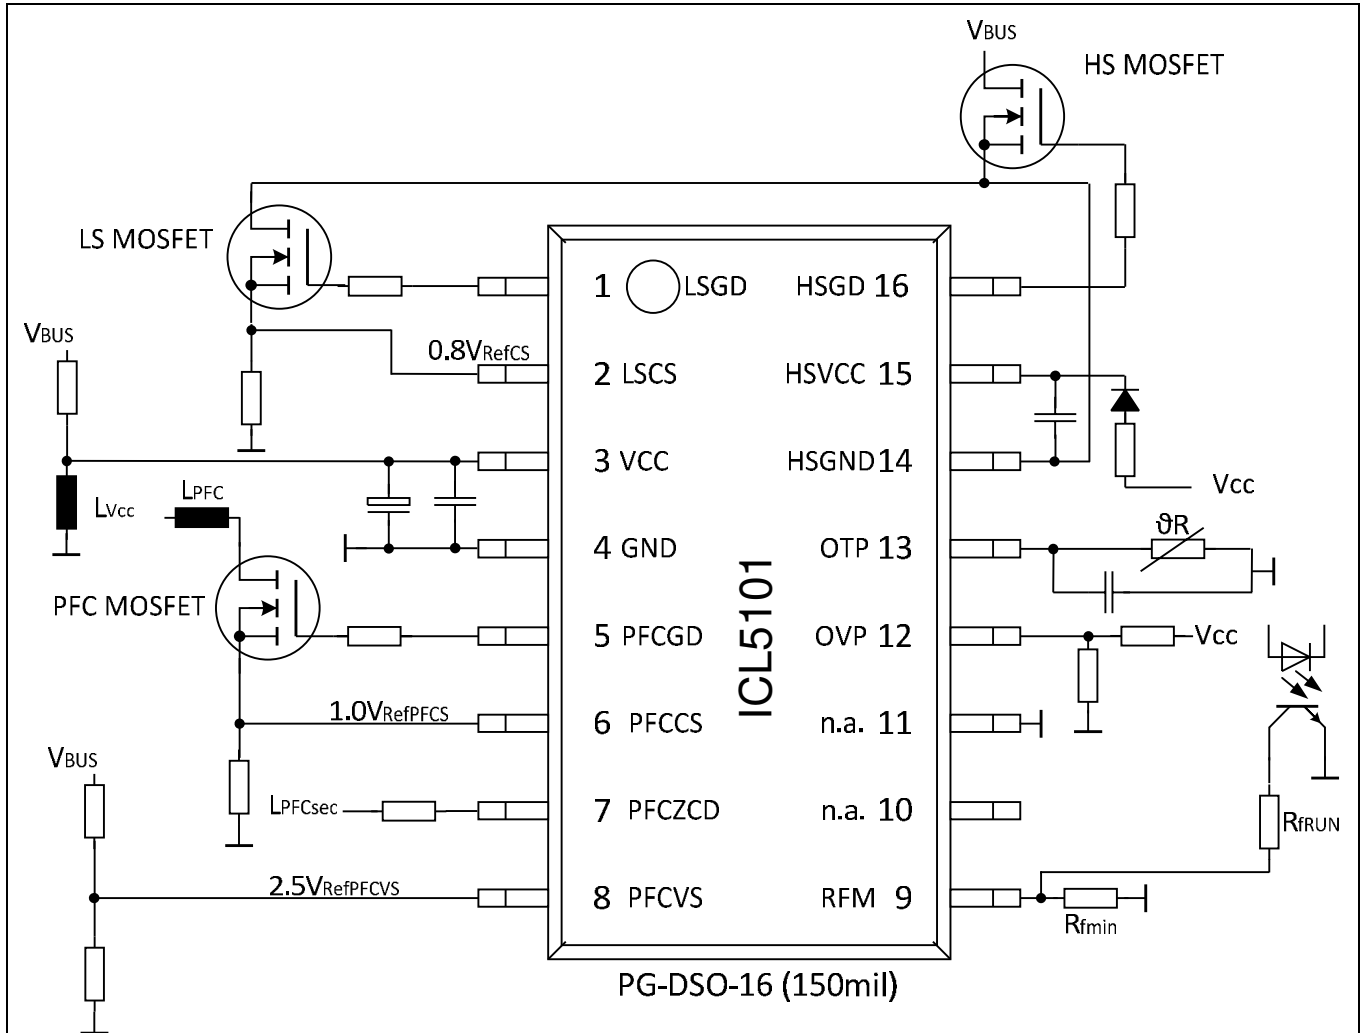 VBUS
HS MOSFET
LS MOSFET
1 LSGD HSGD 16
VBUS
0.8VRefCS
2 LSCS HSVCC 15
3 VCC HSGND 14
Vcc
LPFC
LVcc
ϑR
4 GND OTP 13
PFC MOSFET
5 PFCGD OVP 12
Vcc
ICL5101
1.0VRefPFCS
6 PFCCS n.a. 11
VBUS
LPFCsec
7 PFCZCD n.a. 10
RfRUN
2.5VRefPFCVS
8 PFCVS RFM 9
Rfmin
PG-DSO-16 (150mil)